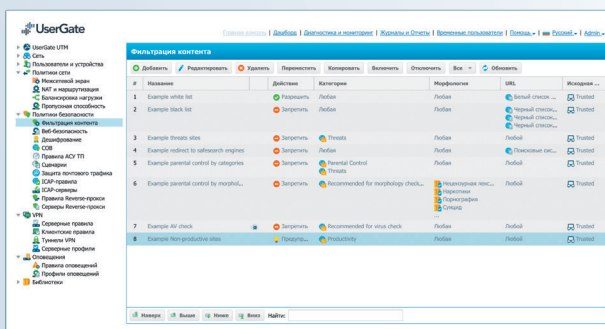 UserGate
Главная консоль | Дашборд | Диагностика и мониторинг | Журналы и Отчеты | Временные пользователи | Помощь | Русский | Admin
UserGate UTM
Сеть
Пользователи и устройства
Политики сети
Межсетевой экран
NAT и маршрутизация
Балансировка нагрузки
Пропускная способность
Политики безопасности
Фильтрация контента
Веб-безопасность
Дешифрование
СОВ
Правила АСУ ТП
Сценарии
Защита почтового трафика
ICAP-правила
ICAP-серверы
Правила Reverse-прокси
Серверы Reverse-прокси
VPN
Серверные правила
Клиентские правила
Туннели VPN
Серверные профили
Оповещения
Правила оповещений
Профили оповещений
Библиотеки
Фильтрация контента
Добавить Редактировать Удалить Переместить Копировать Включить Отключить Все Обновить
# Название Действие Категории Морфология URL Исходная ...
1 Example white list Разрешить Любая Любая Белый список ... Trusted
2 Example black list Запретить Любая Любая Черный список... Trusted
Черный список...
Черный список...
3 Example threats sites Запретить Threats Любая Любой Trusted
4 Example redirect to safesearch engines Запретить Любая Любая Поисковые сис... Trusted
5 Example parental control by categories Запретить Parental Control Любая Любой Trusted
Threats
6 Example parental control by morphol... Запретить Recommended for morphology check... Нецензурная лекс... Любой Trusted
Наркотики
Порнография
Суицид
...
7 Example AV check Запретить Recommended for virus check Любая Любой Trusted
8 Example Non-productive sites Предупр... Productivity Любая Любой Trusted
Наверх Выше Ниже Вниз Найти: